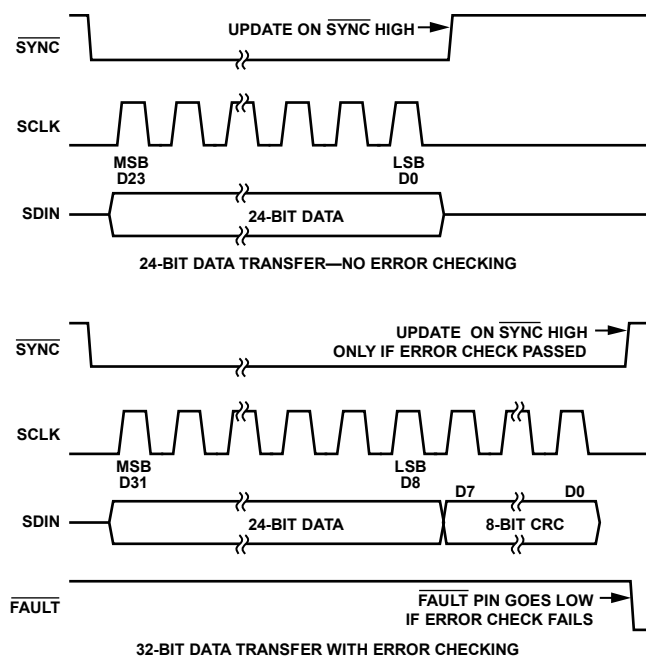 UPDATE ON SYNC HIGH
SYNC
SCLK
MSB
D23
LSB
D0
SDIN
24-BIT DATA
24-BIT DATA TRANSFER—NO ERROR CHECKING
UPDATE ON SYNC HIGH
ONLY IF ERROR CHECK PASSED
SYNC
SCLK
MSB
D31
LSB
D8
D7
D0
SDIN
24-BIT DATA
8-BIT CRC
FAULT
FAULT PIN GOES LOW
IF ERROR CHECK FAILS
32-BIT DATA TRANSFER WITH ERROR CHECKING